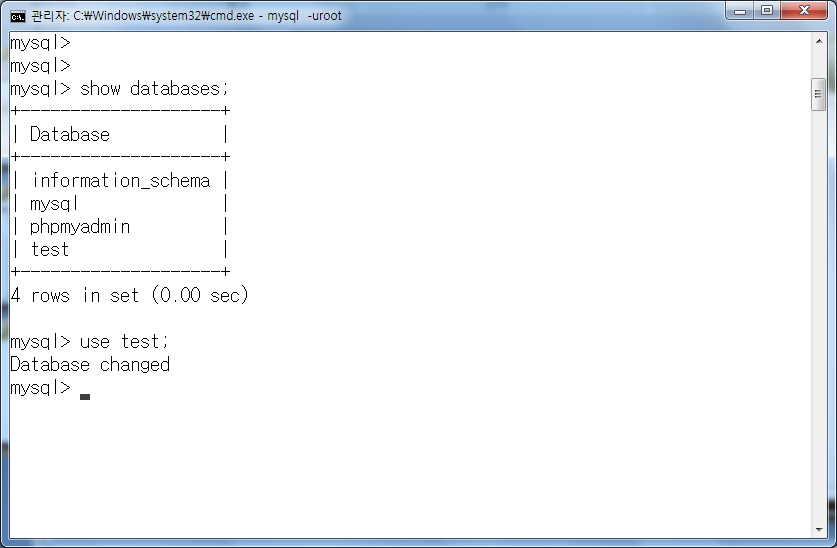 관리자: C:₩Windows₩system32₩cmd.exe - mysql  -uroot
mysql>
mysql>
mysql> show databases;
+--------------------+
| Database           |
+--------------------+
| information_schema |
| mysql              |
| phpmyadmin         |
| test               |
+--------------------+
4 rows in set (0.00 sec)

mysql> use test;
Database changed
mysql>